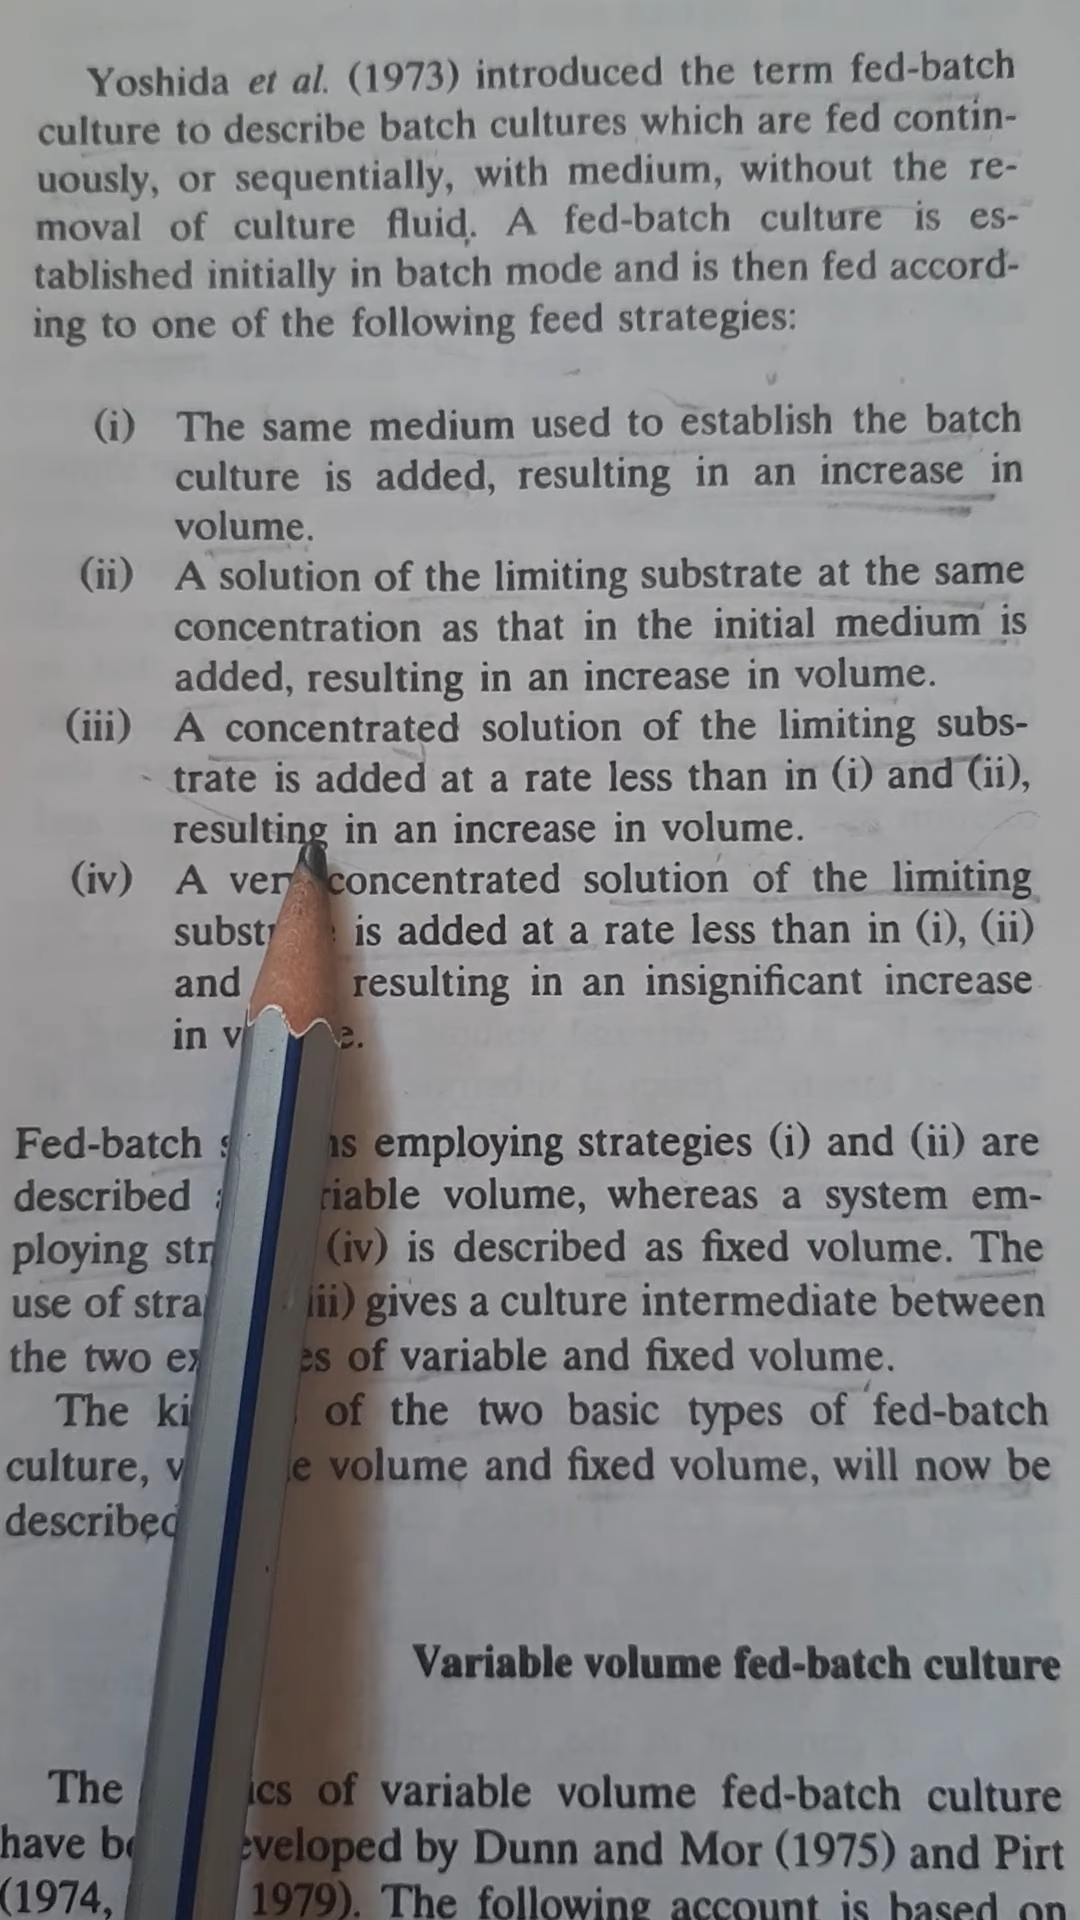 Yoshida et al. (1973) introduced the term fed-batch
culture to describe batch cultures which are fed contin-
uously, or sequentially, with medium, without the re-
moval of culture fluid. A fed-batch culture is es-
tablished initially in batch mode and is then fed accord-
ing to one of the following feed strategies:
(i) The same medium used to establish the batch
culture is added, resulting in an increase in
volume.
(ii) A solution of the limiting substrate at the same
concentration as that in the initial medium is
added, resulting in an increase in volume.
(iii) A concentrated solution of the limiting subs-
trate is added at a rate less than in (i) and (ii),
resulting in an increase in volume.
(iv) A ver concentrated solution of the limiting
subst is added at a rate less than in (i), (ii)
and resulting in an insignificant increase
in v e.
Fed-batch s ns employing strategies (i) and (ii) are
described riable volume, whereas a system em-
ploying str (iv) is described as fixed volume. The
use of stra iii) gives a culture intermediate between
the two ex es of variable and fixed volume.
The ki of the two basic types of fed-batch
culture, v e volume and fixed volume, will now be
described
Variable volume fed-batch culture
The ics of variable volume fed-batch culture
have be eveloped by Dunn and Mor (1975) and Pirt
(1974, 1979). The following account is based on